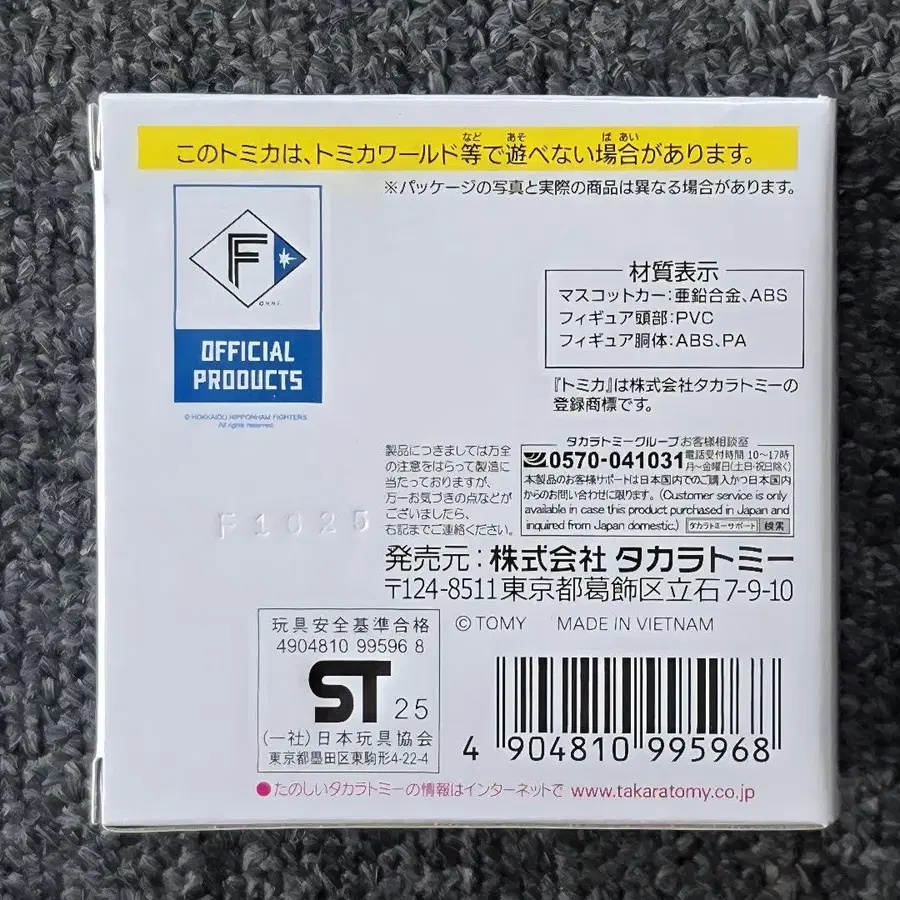 このトミカは、トミカワールド等で遊べない場合があります。
※パッケージの写真と実際の商品は異なる場合があります。
F
OFFICIAL
PRODUCTS
© HOKKAIDO NIPPONHAM FIGHTERS
All rights reserved.
材質表示
マスコットカー:亜鉛合金、ABS
フィギュア頭部:PVC
フィギュア胴体:ABS、PA
『トミカ』は株式会社タカラトミーの
登録商標です。
製品につきましては万全
の注意をはらって製造に
当たっておりますが、
万一お気づきの点などが
ございましたら、
右記までご連絡ください。
タカラトミーグループお客様相談室
0570-041031 電話受付時間 10~17時
月~金曜日(土日・祝日除く)
本製品のお客様サポートは日本国内でのご購入かつ日本国内
からのお問い合わせに限ります。(Customer service is only
available in case this product purchased in Japan and
inquired from Japan domestic.) タカラトミーサポート 検索
F1025
発売元:株式会社 タカラトミー
〒124-8511 東京都葛飾区立石7-9-10
© TOMY MADE IN VIETNAM
玩具安全基準合格
4904810 99596 8
ST 25
(一社)日本玩具協会
東京都墨田区東駒形4-22-4
4 904810 995968
●たのしいタカラトミーの情報はインターネットで www.takaratomy.co.jp